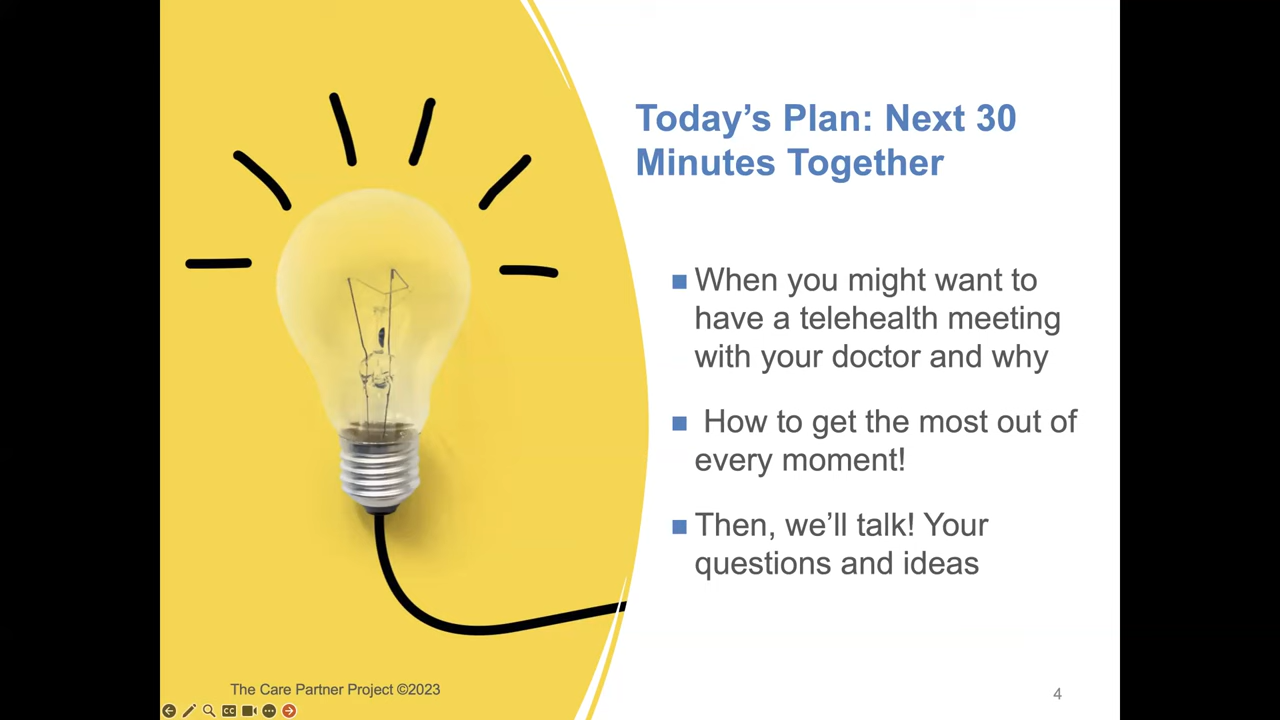 Today’s Plan: Next 30
Minutes Together
■ When you might want to
have a telehealth meeting
with your doctor and why
■ How to get the most out of
every moment!
■ Then, we’ll talk! Your
questions and ideas
The Care Partner Project ©2023
4
CC